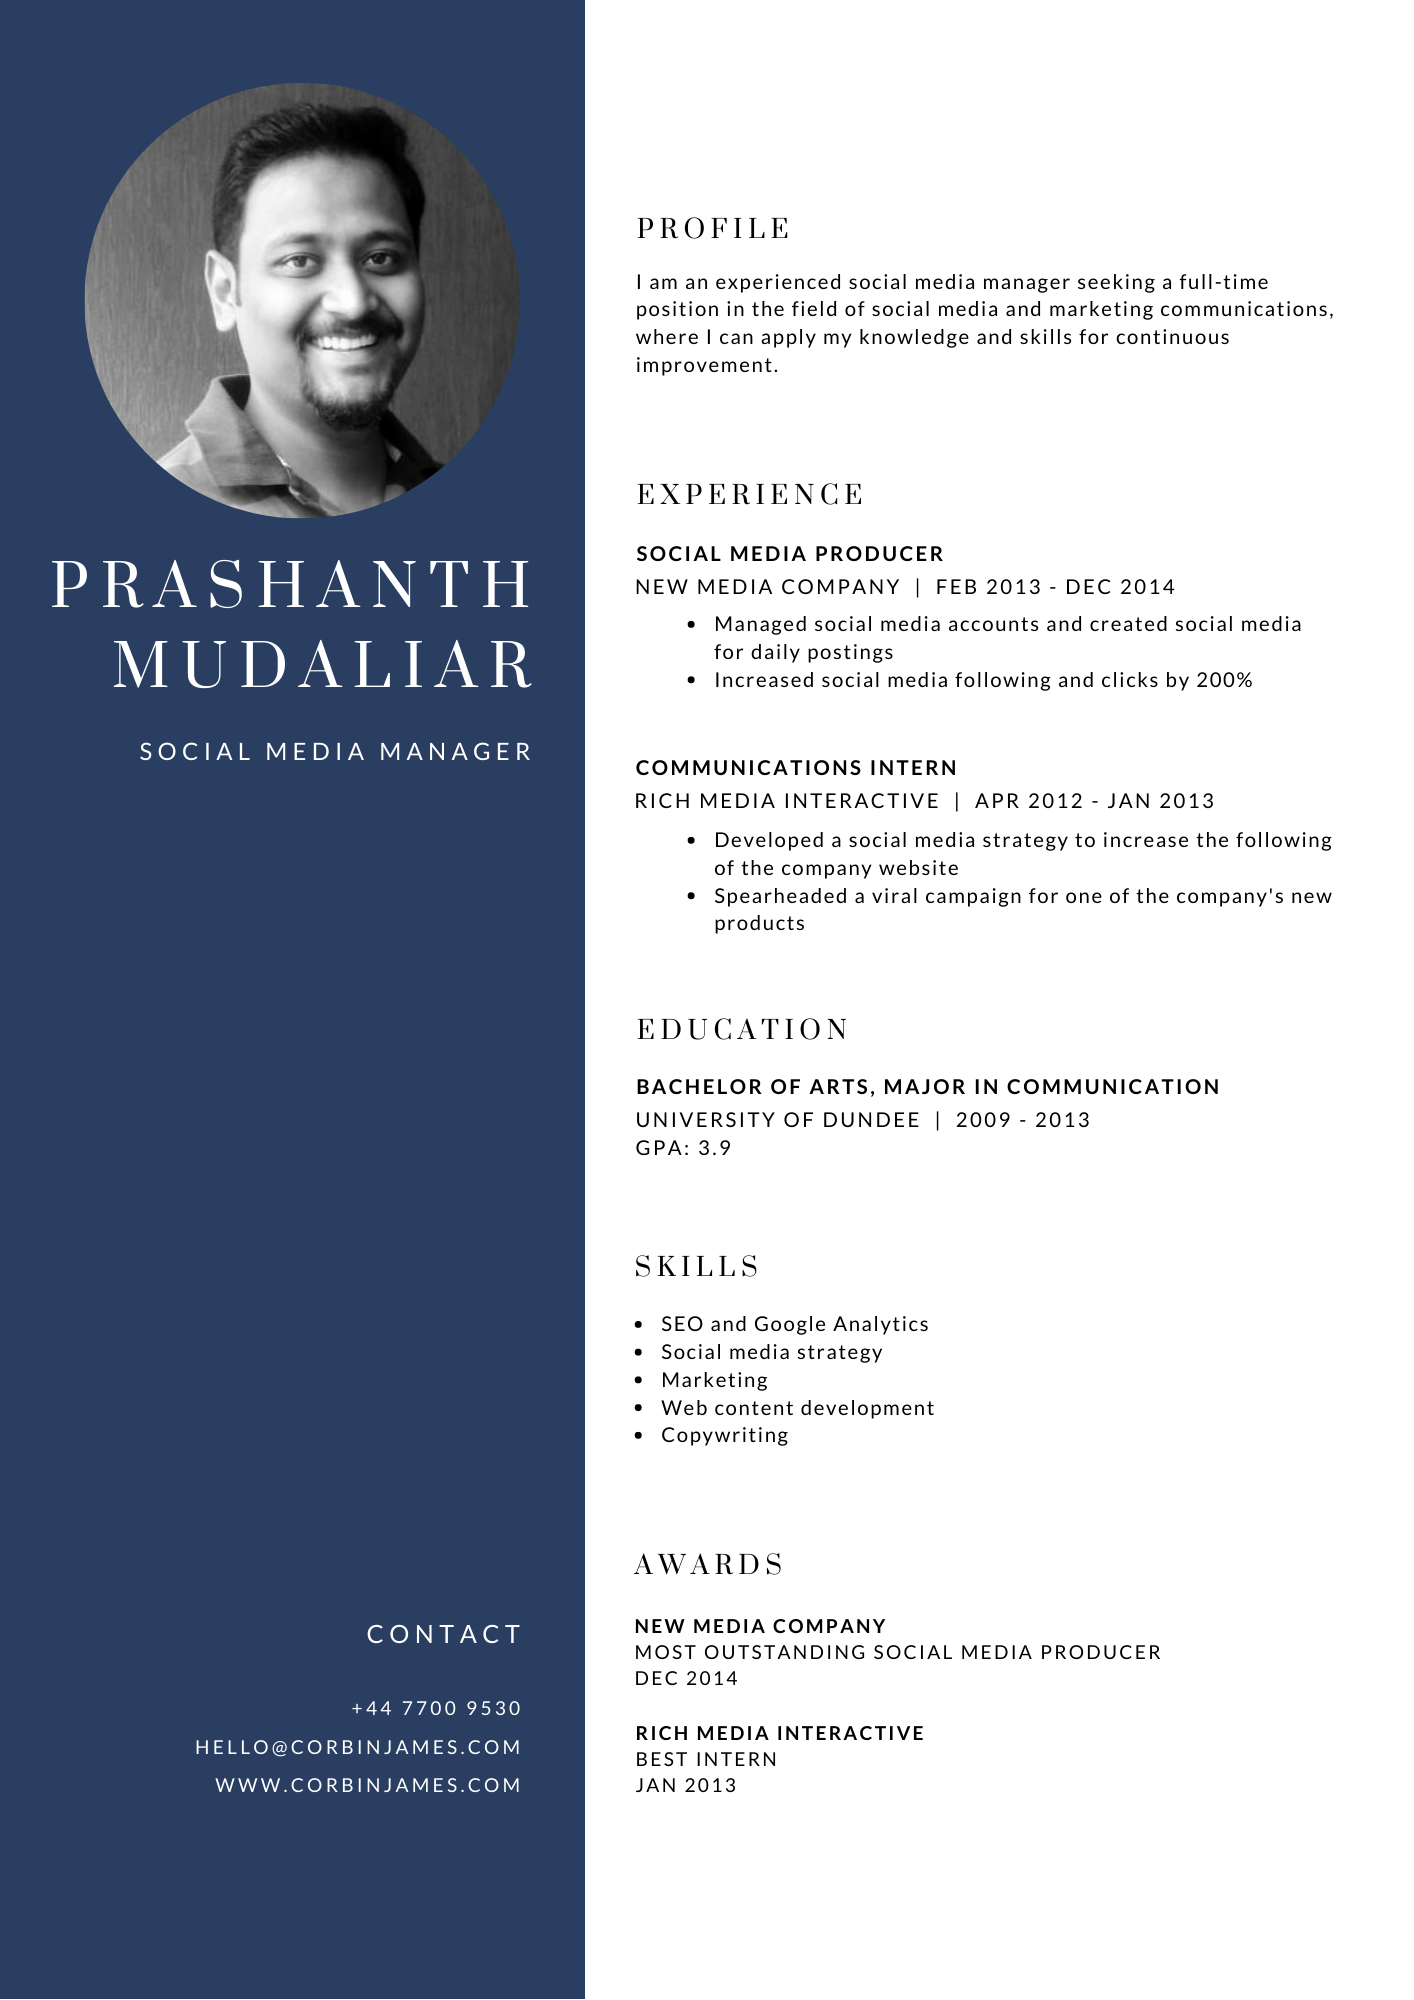 PRASHANTH
MUDALIAR
SOCIAL MEDIA MANAGER
CONTACT
+44 7700 9530
HELLO@CORBINJAMES.COM
WWW.CORBINJAMES.COM
PROFILE
I am an experienced social media manager seeking a full-time
position in the field of social media and marketing communications,
where I can apply my knowledge and skills for continuous
improvement.
EXPERIENCE
SOCIAL MEDIA PRODUCER
NEW MEDIA COMPANY | FEB 2013 - DEC 2014
• Managed social media accounts and created social media
for daily postings
• Increased social media following and clicks by 200%
COMMUNICATIONS INTERN
RICH MEDIA INTERACTIVE | APR 2012 - JAN 2013
• Developed a social media strategy to increase the following
of the company website
• Spearheaded a viral campaign for one of the company's new
products
EDUCATION
BACHELOR OF ARTS, MAJOR IN COMMUNICATION
UNIVERSITY OF DUNDEE | 2009 - 2013
GPA: 3.9
SKILLS
• SEO and Google Analytics
• Social media strategy
• Marketing
• Web content development
• Copywriting
AWARDS
NEW MEDIA COMPANY
MOST OUTSTANDING SOCIAL MEDIA PRODUCER
DEC 2014
RICH MEDIA INTERACTIVE
BEST INTERN
JAN 2013